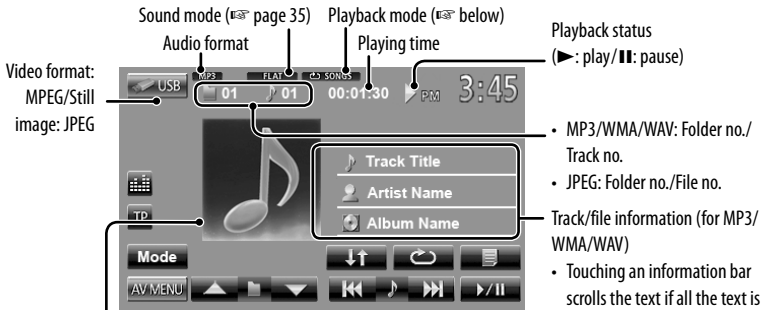 Sound mode (☞ page 35)
Playback mode (☞ below)
Audio format
Playing time
Playback status
(►: play/❚❚: pause)
Video format:
MPEG/Still
image: JPEG
USB
MP3
FLAT
SONGS
01
01
00:01:30
PM
3:45
• MP3/WMA/WAV: Folder no./
Track no.
• JPEG: Folder no./File no.
Track Title
Artist Name
Album Name
TP
Track/file information (for MP3/
WMA/WAV)
• Touching an information bar
scrolls the text if all the text is
Mode
AV MENU